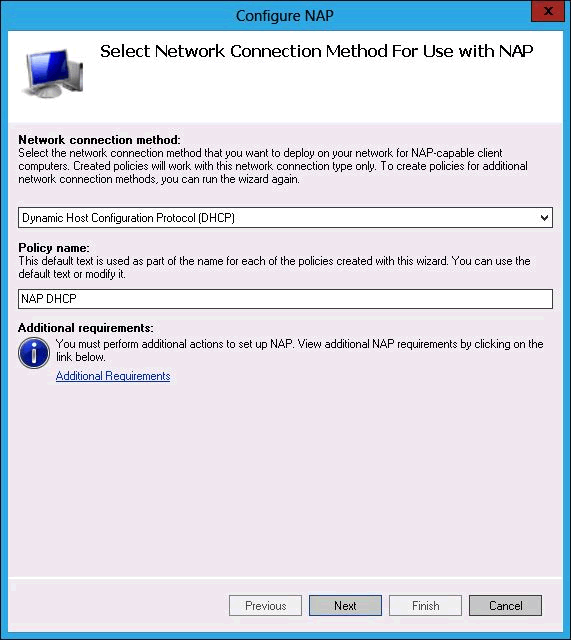 Configure NAP
x
Select Network Connection Method For Use with NAP
Network connection method:
Select the network connection method that you want to deploy on your network for NAP-capable client
computers. Created policies will work with this network connection type only. To create policies for additional
network connection methods, you can run the wizard again.
Dynamic Host Configuration Protocol (DHCP)
Policy name:
This default text is used as part of the name for each of the policies created with this wizard. You can use the
default text or modify it.
NAP DHCP
Additional requirements:
You must perform additional actions to set up NAP. View additional NAP requirements by clicking on the
link below.
Additional Requirements
Previous Next Finish Cancel